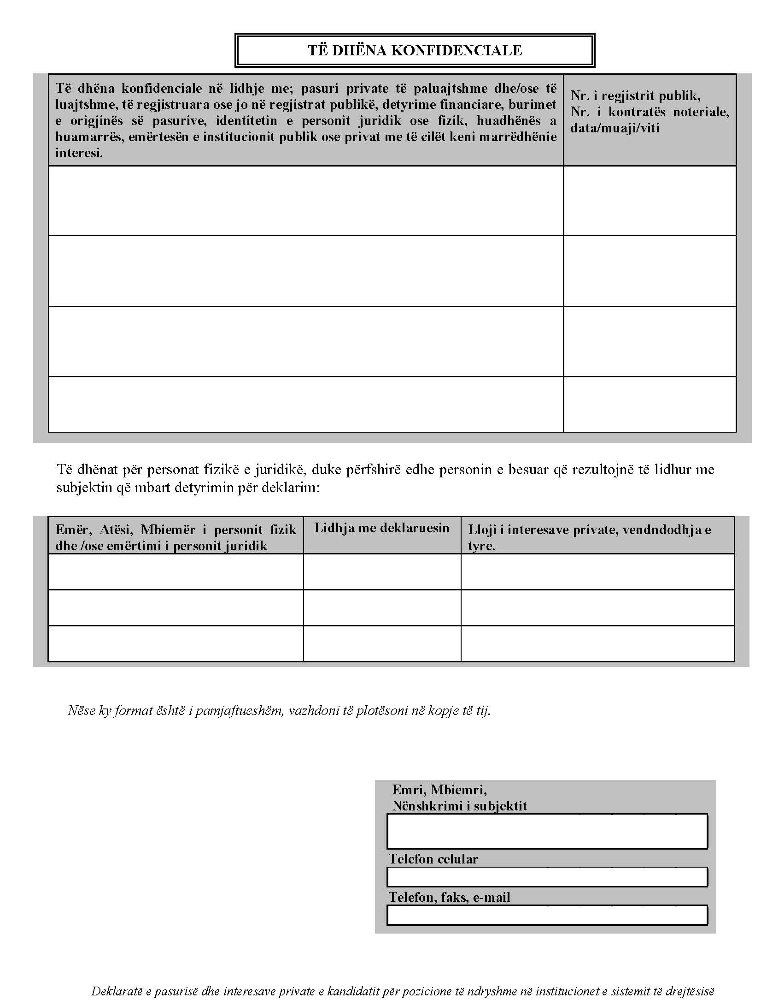 TË DHËNA KONFIDENCIALE
Të dhëna konfidenciale në lidhje me; pasuri private të paluajtshme dhe/ose të
luajtshme, të regjistruara ose jo në regjistrat publikë, detyrime financiare, burimet
e origjinës së pasurive, identitetin e personit juridik ose fizik, huadhënës a
huamarrës, emërtesën e institucionit publik ose privat me të cilët keni marrëdhënie
interesi.
Nr. i regjistrit publik,
Nr. i kontratës noteriale,
data/muaji/viti
Të dhënat për personat fizikë e juridikë, duke përfshirë edhe personin e besuar që rezultojnë të lidhur me
subjektin që mbart detyrimin për deklarim:
Emër, Atësi, Mbiemër i personit fizik
dhe /ose emërtimi i personit juridik
Lidhja me deklaruesin
Lloji i interesave private, vendndodhja e
tyre.
Nëse ky format është i pamjaftueshëm, vazhdoni të plotësoni në kopje të tij.
Emri, Mbiemri,
Nënshkrimi i subjektit
Telefon celular
Telefon, faks, e-mail
Deklaratë e pasurisë dhe interesave private e kandidatit për pozicione të ndryshme në institucionet e sistemit të drejtësisë